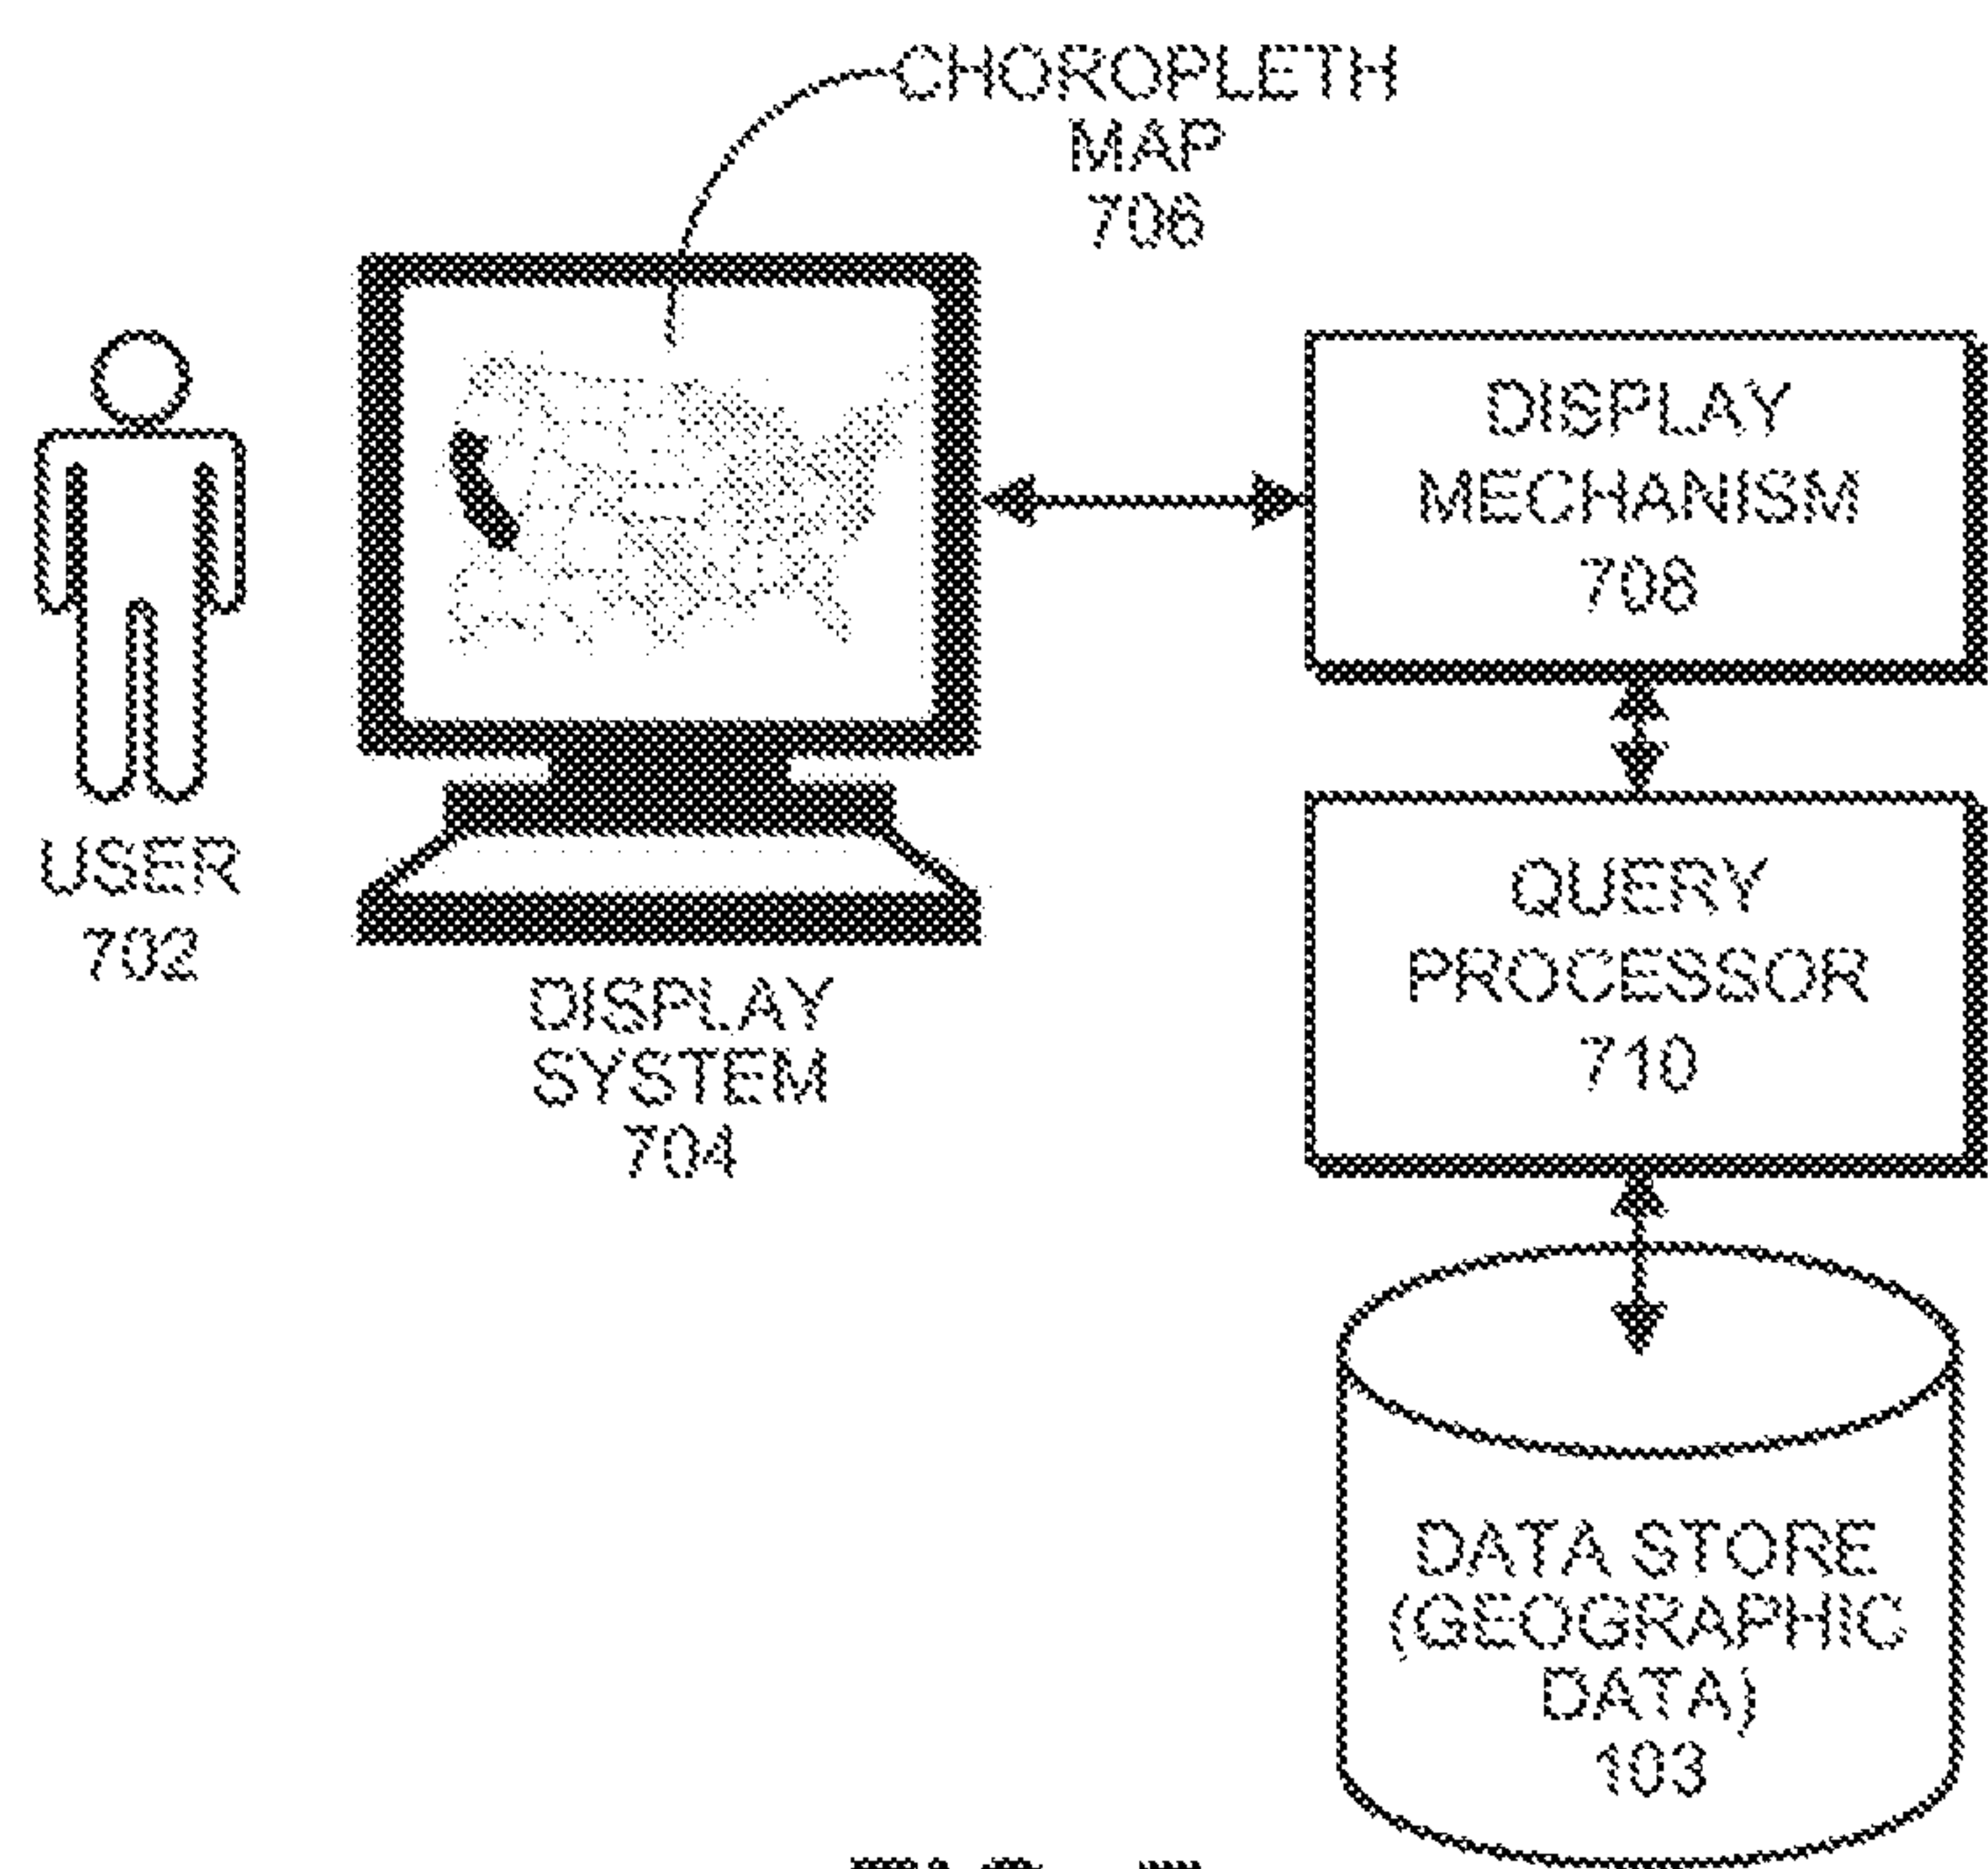 CHOROPLETH
MAP
706
DISPLAY
MECHANISM
708
USER
702
DISPLAY
SYSTEM
704
QUERY
PROCESSOR
710
DATA STORE
(GEOGRAPHIC
DATA)
103